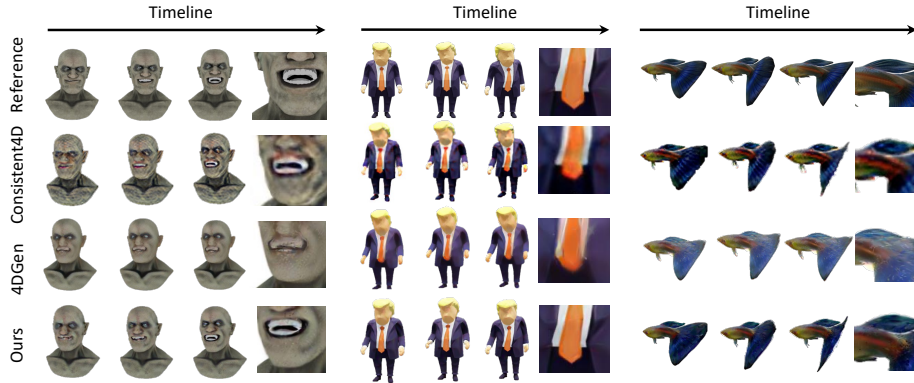 Timeline
Timeline
Timeline
Reference
Consistent4D
4DGen
Ours